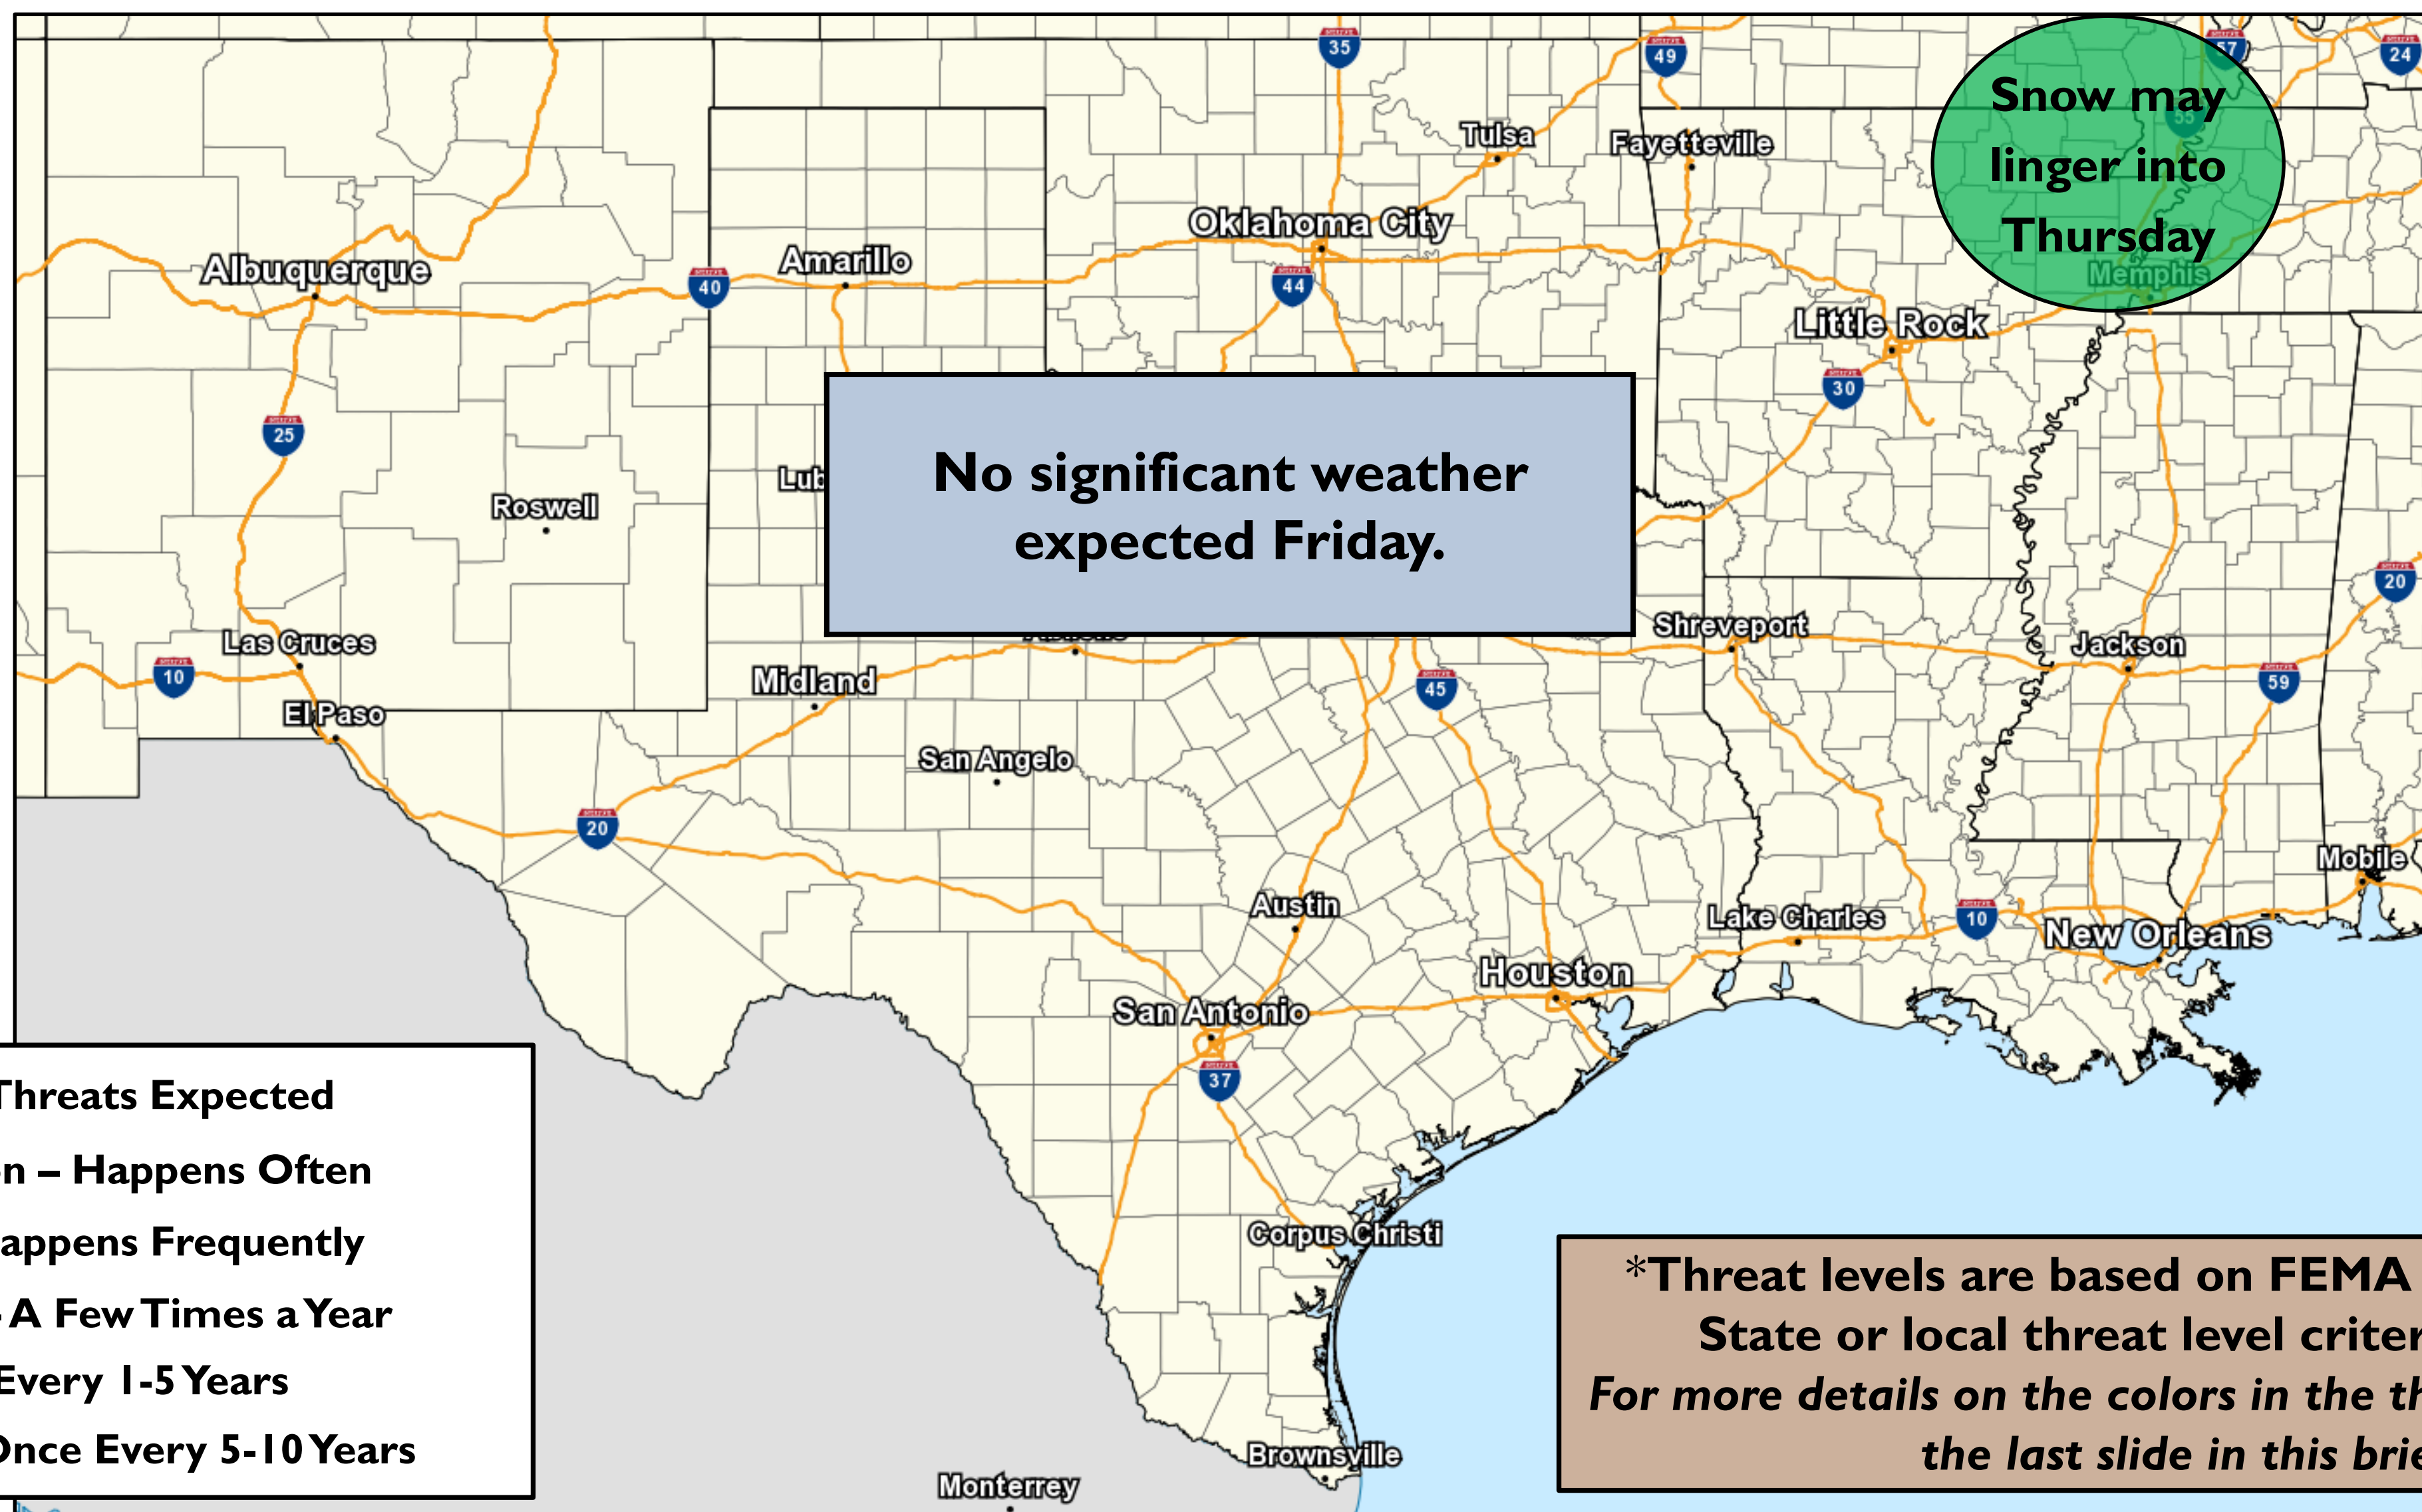 35
49
57
24
Snow may
55
linger into
Thursday
Tulsa
Fayetteville
Oklahoma City
Albuquerque
Amarillo
40
44
Memphis
Little Rock
30
25
No significant weather
expected Friday.
Lub
Roswell
20
Shreveport
Las Cruces
Jackson
10
Midland
45
59
El Paso
San Angelo
20
Mobile
Austin
Lake Charles
10
New Orleans
Houston
San Antonio
37
Threats Expected
n – Happens Often
appens Frequently
- A Few Times a Year
Every 1-5 Years
Once Every 5-10 Years
Corpus Christi
*Threat levels are based on FEMA
State or local threat level criter
For more details on the colors in the th
the last slide in this brie
Brownsville
Monterrey